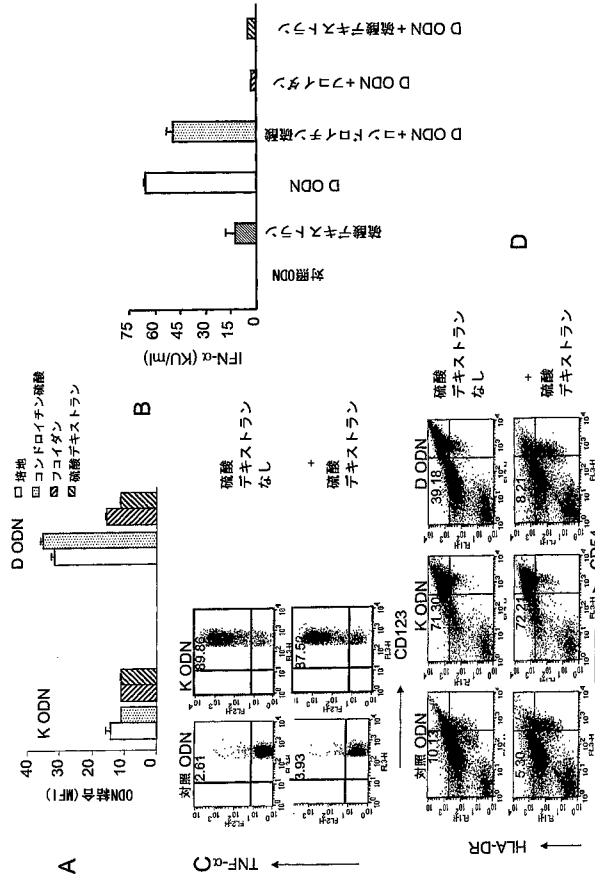 A
ODN結合(MFI)
40
30
20
10
0
K ODN
D ODN
培地
コンドロイチン硫酸
フコイダン
硫酸デキストラン
B
IFN-α (KU/ml)
75
60
45
30
15
0
対照ODN
硫酸デキストラン
D ODN
D ODN+コンドロイチン硫酸
D ODN+フコイダン
D ODN+硫酸デキストラン
C
TNF-α
対照 ODN
K ODN
2.61
89.86
硫酸
デキストラン
なし
3.93
87.52
+
硫酸
デキストラン
FL2-H
FL3-H
CD123
D
HLA-DR
対照 ODN
K ODN
D ODN
10.13
71.30
39.18
硫酸
デキストラン
なし
5.30
72.21
8.21
+
硫酸
デキストラン
FL1-H
FL3-H
CD54